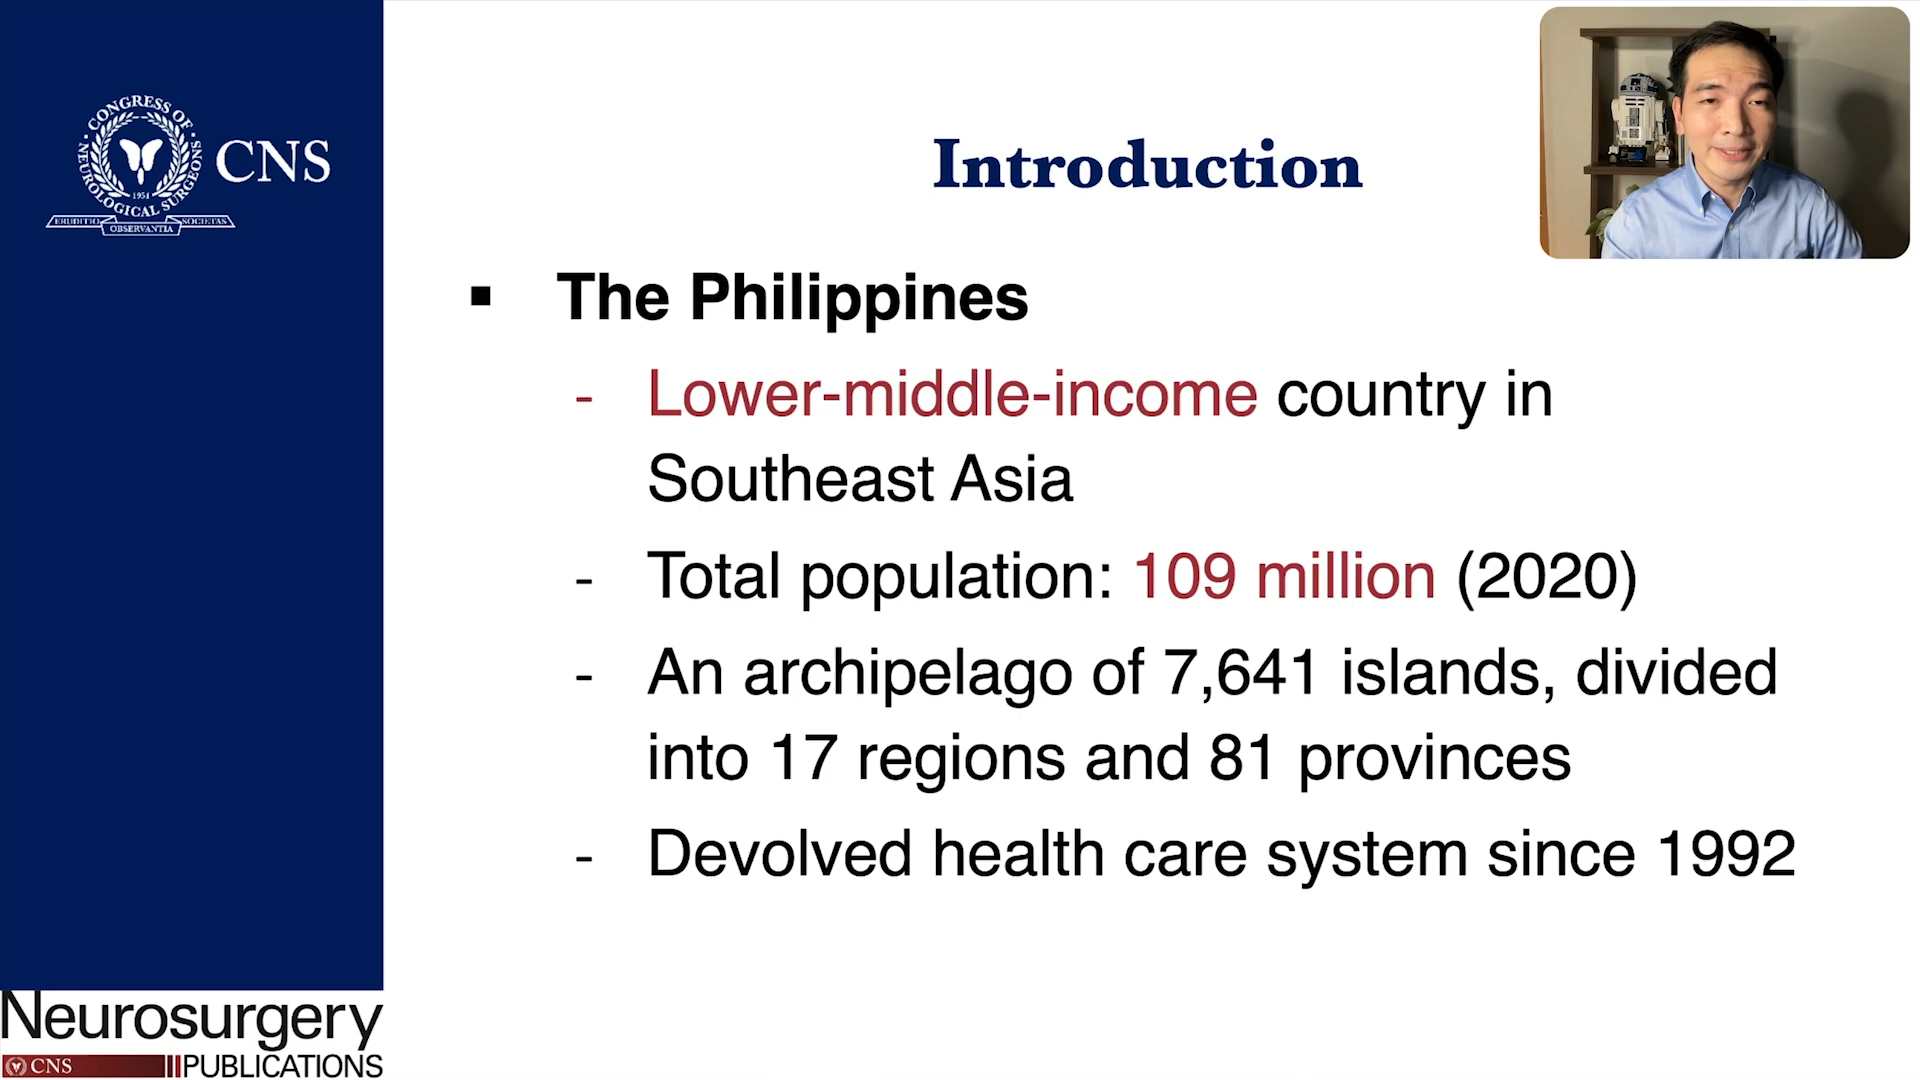 CONGRESS OF
NEUROLOGICAL SURGEONS
1951
ERUDITIO OBSERVANTIA SOCIETAS
CNS
Introduction
▪ The Philippines
- Lower-middle-income country in
Southeast Asia
- Total population: 109 million (2020)
- An archipelago of 7,641 islands, divided
into 17 regions and 81 provinces
- Devolved health care system since 1992
Neurosurgery
CNS PUBLICATIONS